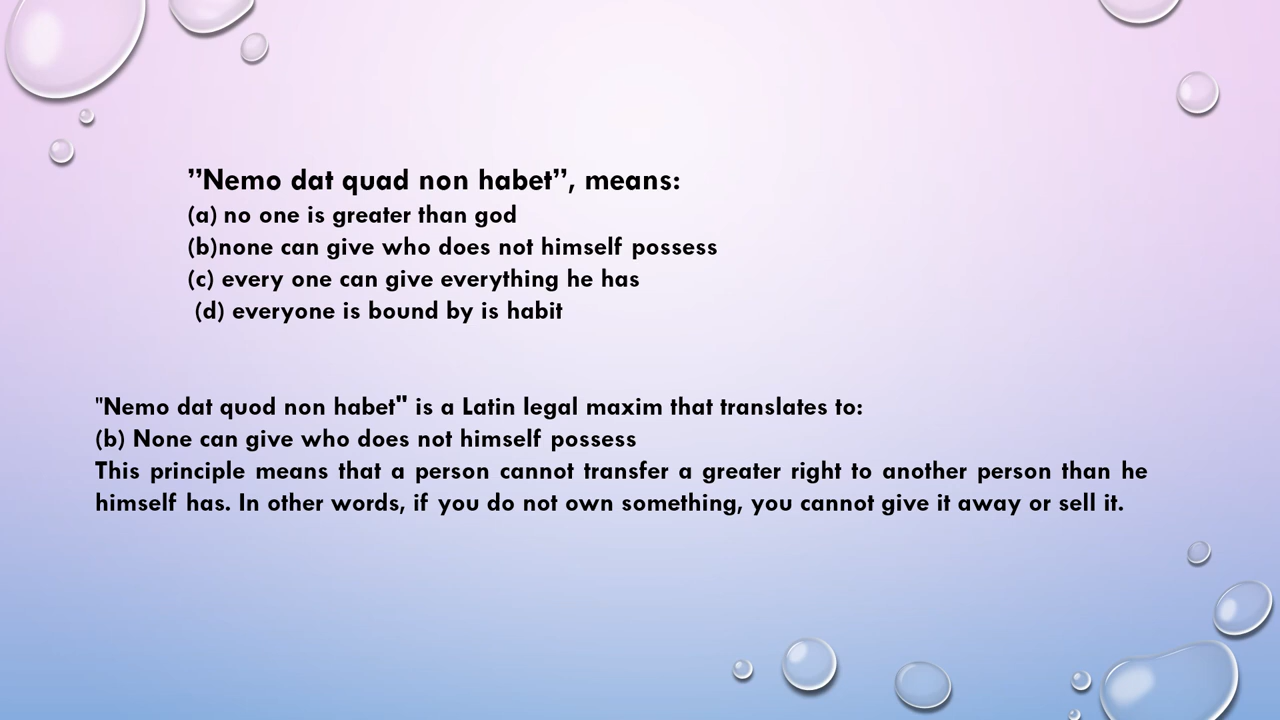 ”Nemo dat quad non habet”, means:
(a) no one is greater than god
(b)none can give who does not himself possess
(c) every one can give everything he has
(d) everyone is bound by is habit
"Nemo dat quod non habet" is a Latin legal maxim that translates to:
(b) None can give who does not himself possess
This principle means that a person cannot transfer a greater right to another person than he
himself has. In other words, if you do not own something, you cannot give it away or sell it.